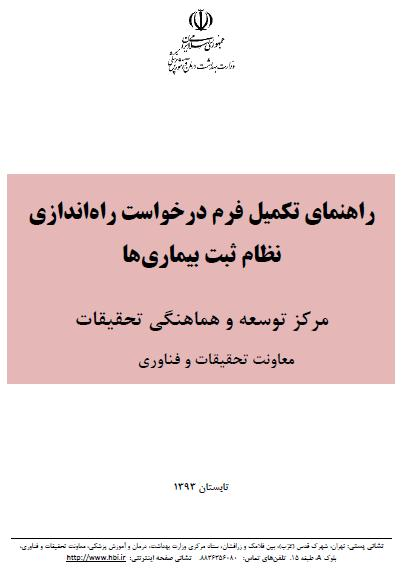 جمهوری اسلامی ایران
وزارت بهداشت، درمان و آموزش پزشکی
راهنمای تکمیل فرم درخواست راه‌اندازی
نظام ثبت بیماری‌ها
مرکز توسعه و هماهنگی تحقیقات
معاونت تحقیقات و فناوری
تابستان ۱۳۹۳
نشانی پستی: تهران، شهرک قدس (غرب)، بین فلامک و زرافشان، ستاد مرکزی وزارت بهداشت، درمان و آموزش پزشکی، معاونت تحقیقات و فناوری،
بلوک A، طبقه ۱۵. تلفن‌های تماس: ۸۸۳۶۳۵۶۰۸۰ نشانی صفحه اینترنتی: http://www.hbi.ir